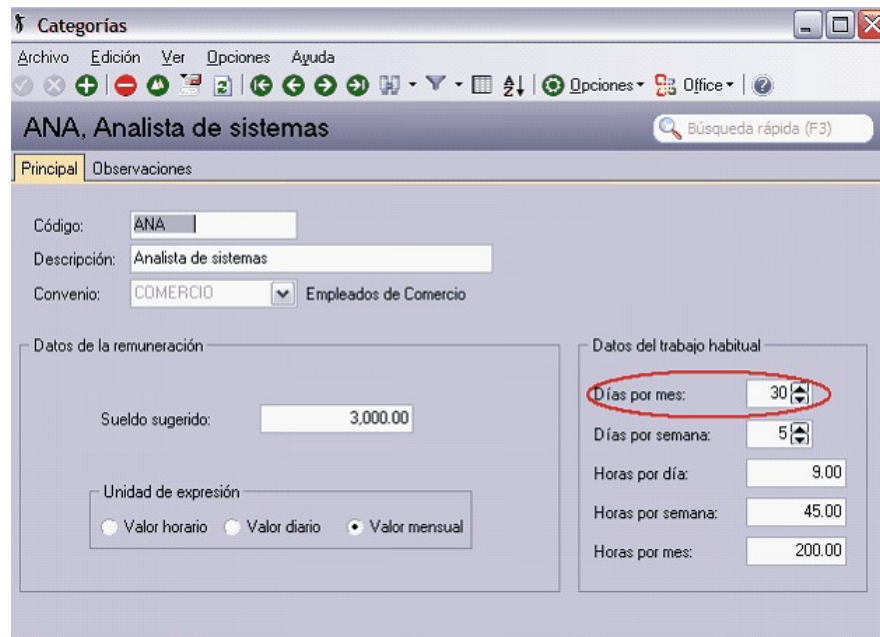 Categorías
Archivo Edición Ver Opciones Ayuda
Opciones Office
ANA, Analista de sistemas
Búsqueda rápida (F3)
Principal Observaciones
Código: ANA
Descripción: Analista de sistemas
Convenio: COMERCIO Empleados de Comercio
Datos de la remuneración
Sueldo sugerido: 3,000.00
Unidad de expresión
Valor horario Valor diario Valor mensual
Datos del trabajo habitual
Días por mes: 30
Días por semana: 5
Horas por día: 9.00
Horas por semana: 45.00
Horas por mes: 200.00